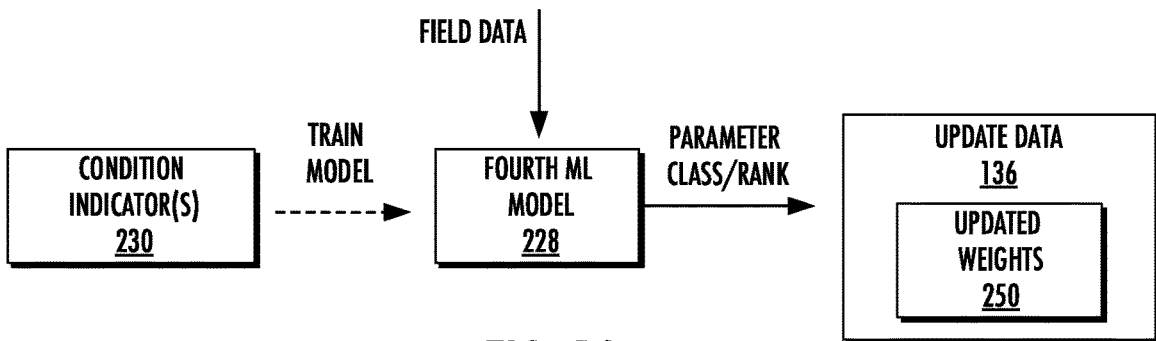 FIELD DATA
CONDITION
INDICATOR(S)
230
TRAIN
MODEL
FOURTH ML
MODEL
228
PARAMETER
CLASS/RANK
UPDATE DATA
136
UPDATED
WEIGHTS
250